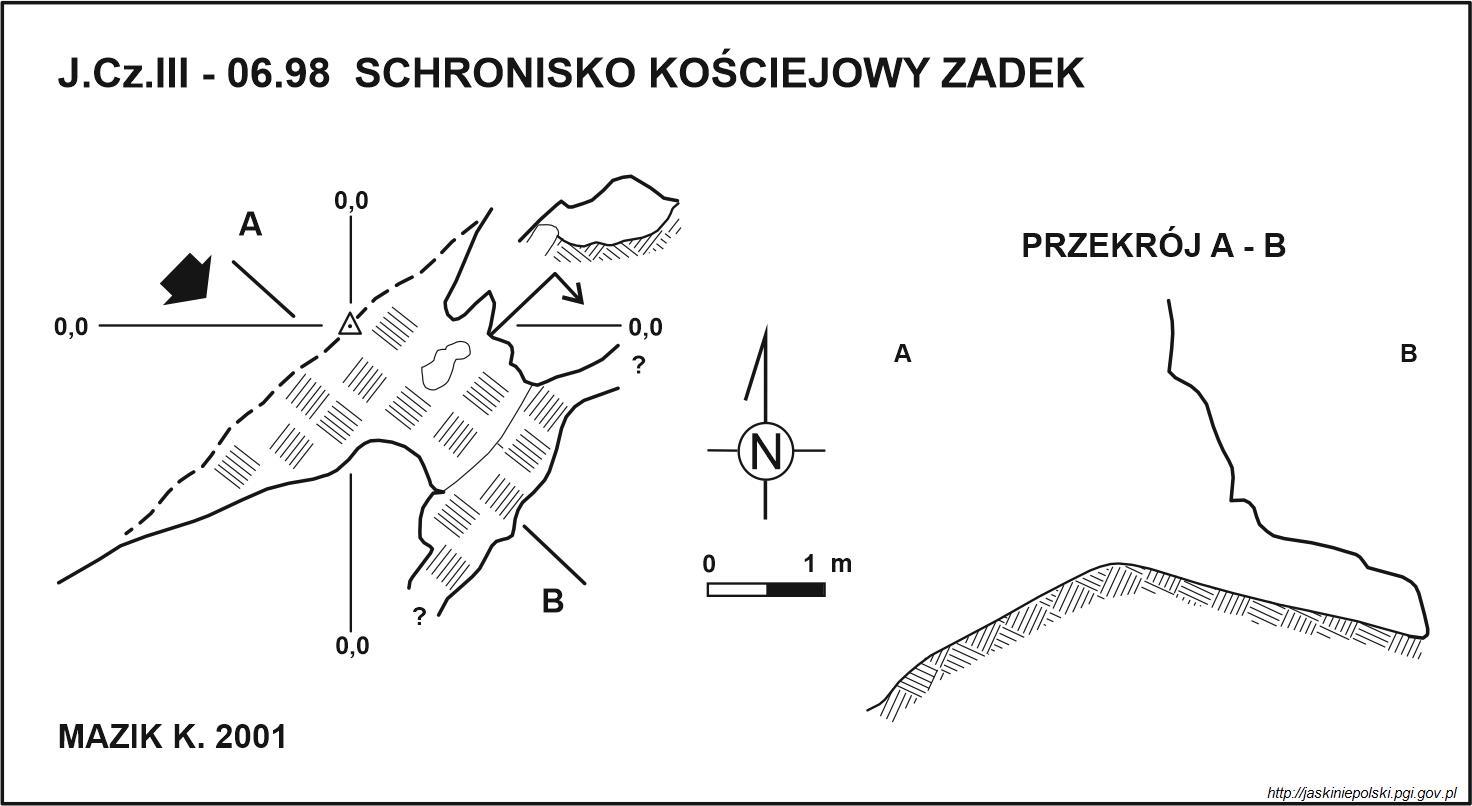 J.Cz.III - 06.98 SCHRONISKO KOŚCIEJOWY ZADEK
0,0
A
PRZEKRÓJ A - B
0,0
0,0
?
A
B
N
0 1 m
B
?
0,0
MAZIK K. 2001
http://jaskiniepolski.pgi.gov.pl